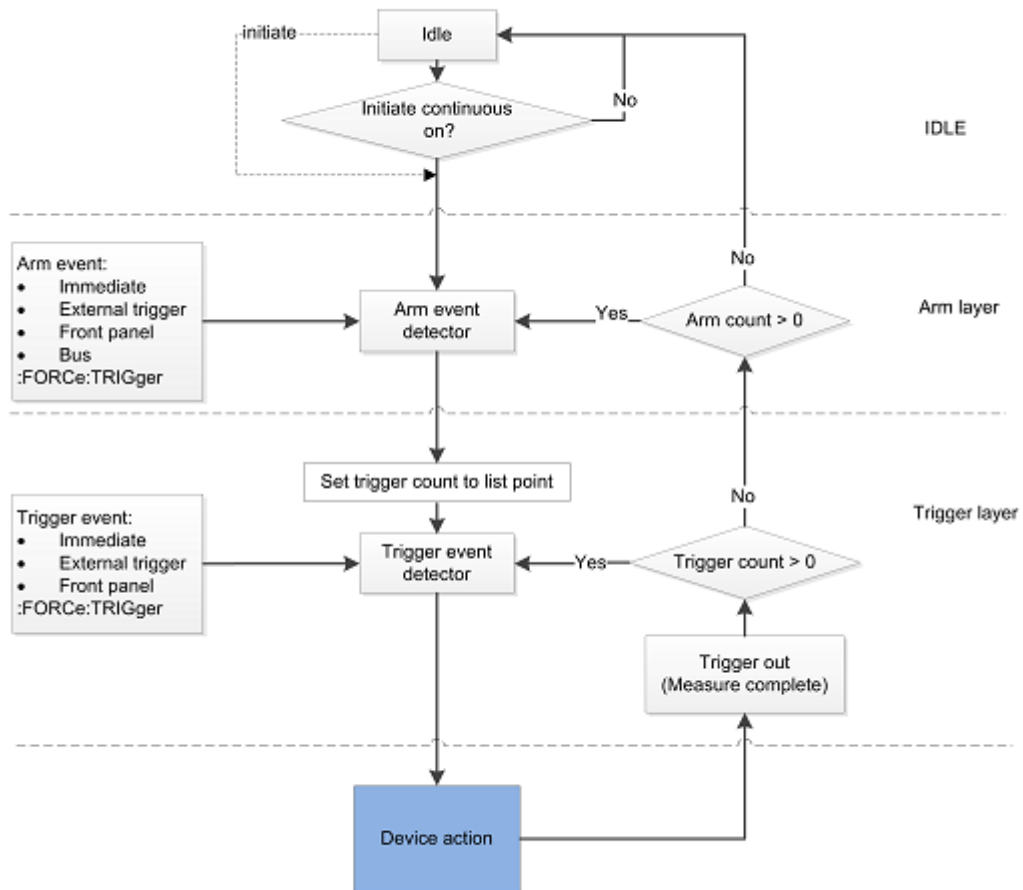 initiate
Idle
Initiate continuous
on?
No
IDLE
Arm event:
• Immediate
• External trigger
• Front panel
• Bus
:FORCe:TRIGger
Arm event
detector
Yes
No
Arm count > 0
Arm layer
Set trigger count to list point
Trigger event:
• Immediate
• External trigger
• Front panel
:FORCe:TRIGger
Trigger event
detector
Yes
No
Trigger count > 0
Trigger layer
Trigger out
(Measure complete)
Device action